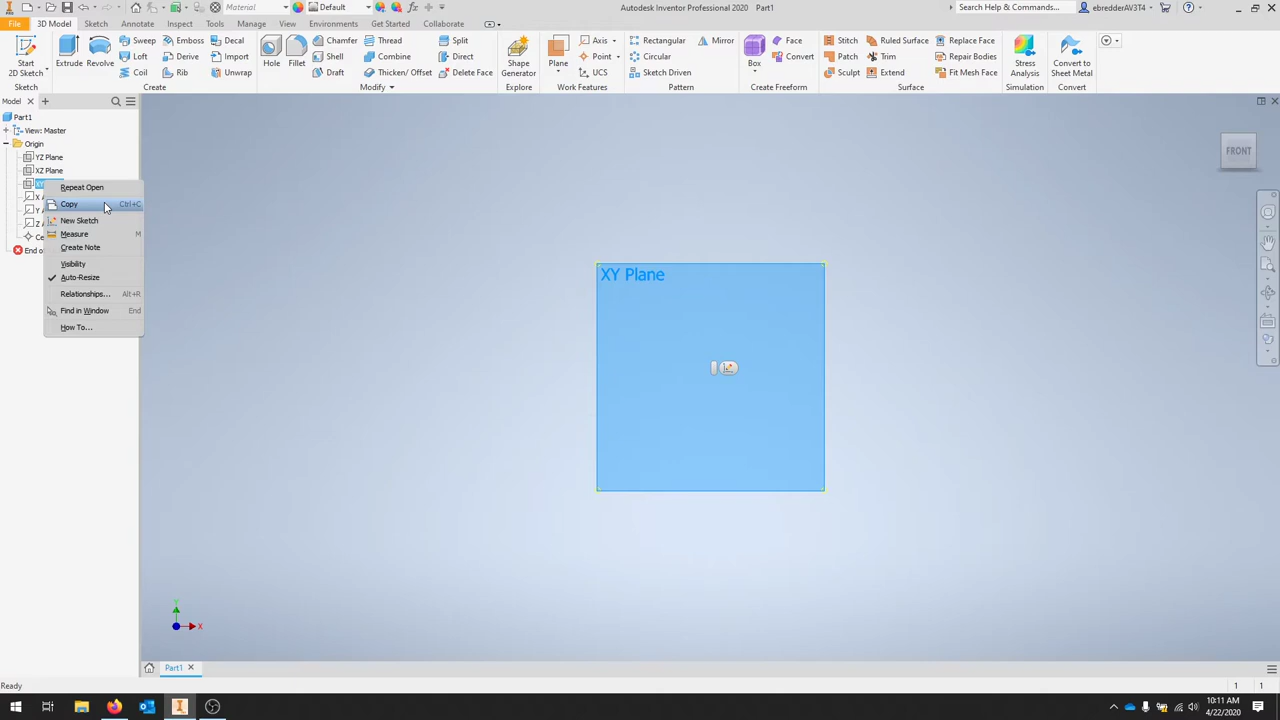 Material Default Autodesk Inventor Professional 2020 Part1 Search Help & Commands... ebredderAV3T4
File 3D Model Sketch Annotate Inspect Tools Manage View Environments Get Started Collaborate
Start 2D Sketch Extrude Revolve Sweep Emboss Decal Loft Derive Import Coil Rib Unwrap Hole Fillet Chamfer Thread Split Shell Combine Direct Draft Thicken/ Offset Delete Face Shape Generator Plane Axis Point UCS Rectangular Mirror Circular Sketch Driven Box Face Convert Stitch Ruled Surface Replace Face Patch Trim Repair Bodies Sculpt Extend Fit Mesh Face Stress Analysis Convert to Sheet Metal
Sketch Create Modify Explore Work Features Pattern Create Freeform Surface Simulation Convert
Model
Part1
View: Master
Origin
YZ Plane
XZ Plane
Repeat Open
Copy Ctrl+C
New Sketch
Measure M
Create Note
Visibility
Auto-Resize
Relationships... Alt+R
Find in Window End
How To...
XY Plane
FRONT
Y
X
Part1
Ready 1 1
10:11 AM
4/22/2020